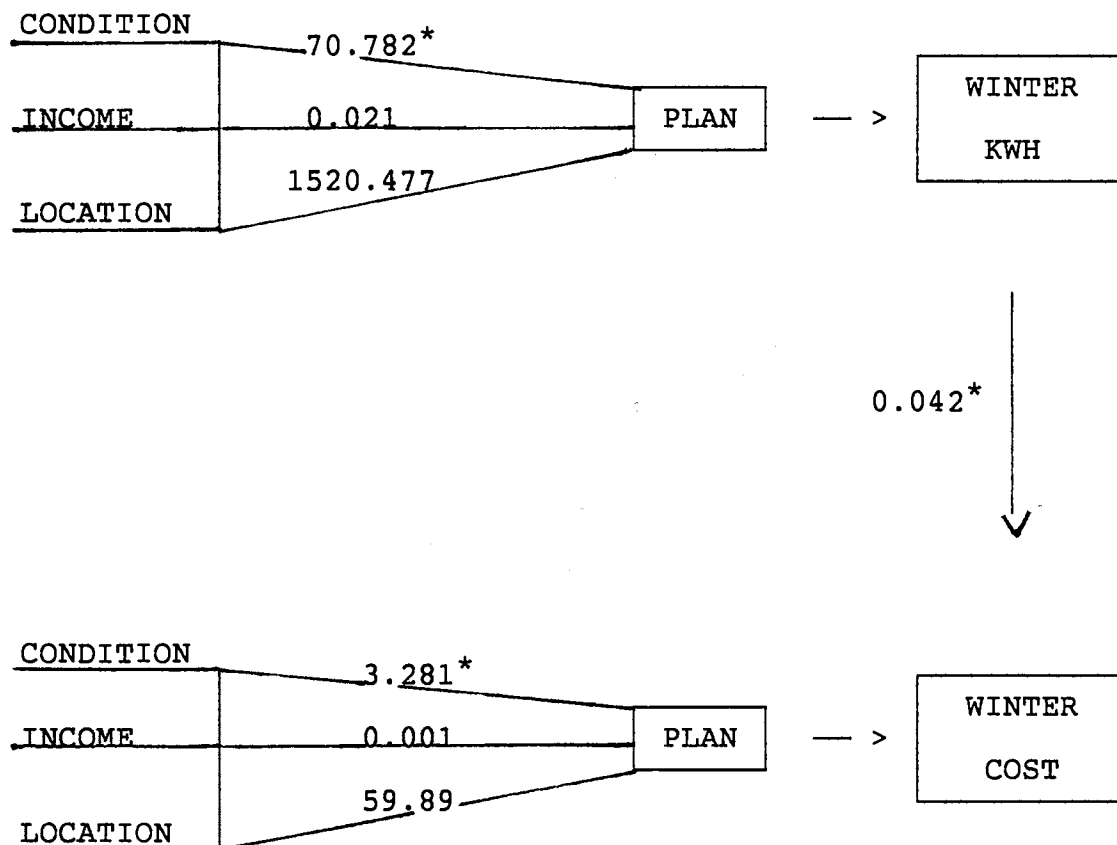 CONDITION
70.782*
INCOME 0.021 PLAN — > WINTER KWH
1520.477
LOCATION
0.042*
CONDITION
3.281*
INCOME 0.001 PLAN — > WINTER COST
59.89
LOCATION